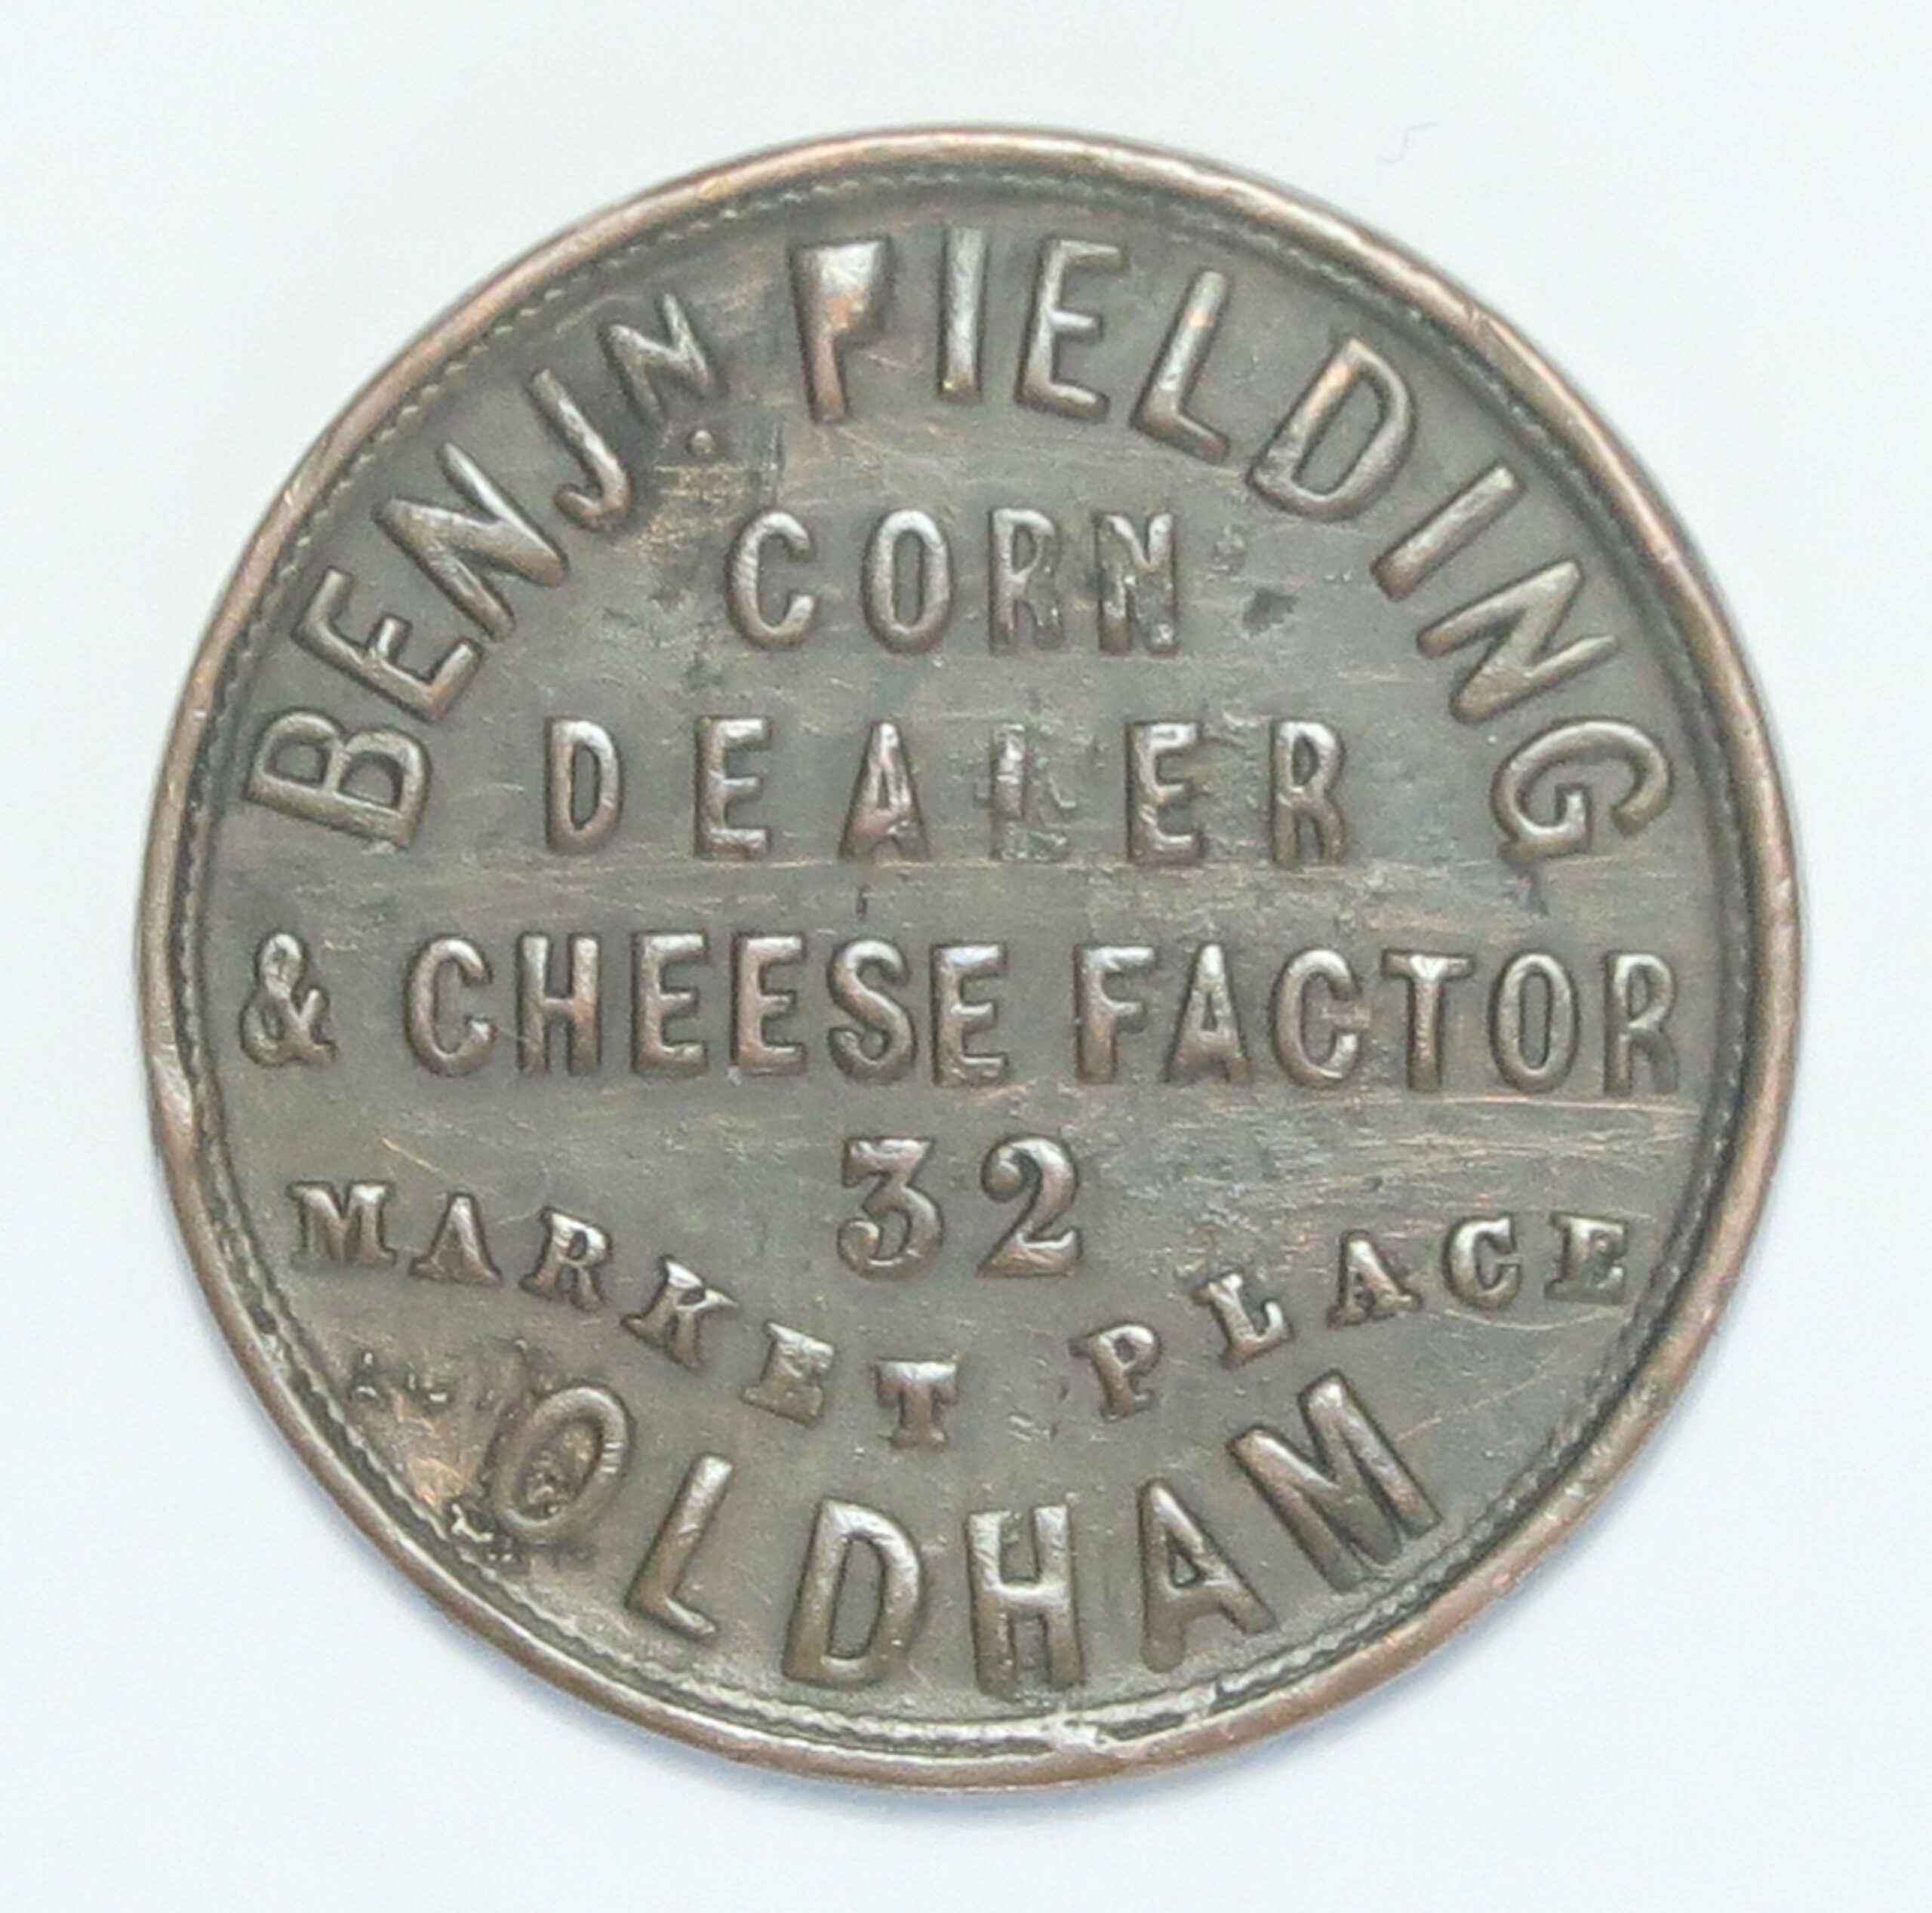 BENJN. FIELDING
CORN
DEALER
& CHEESE FACTOR
32
MARKET PLACE
OLDHAM